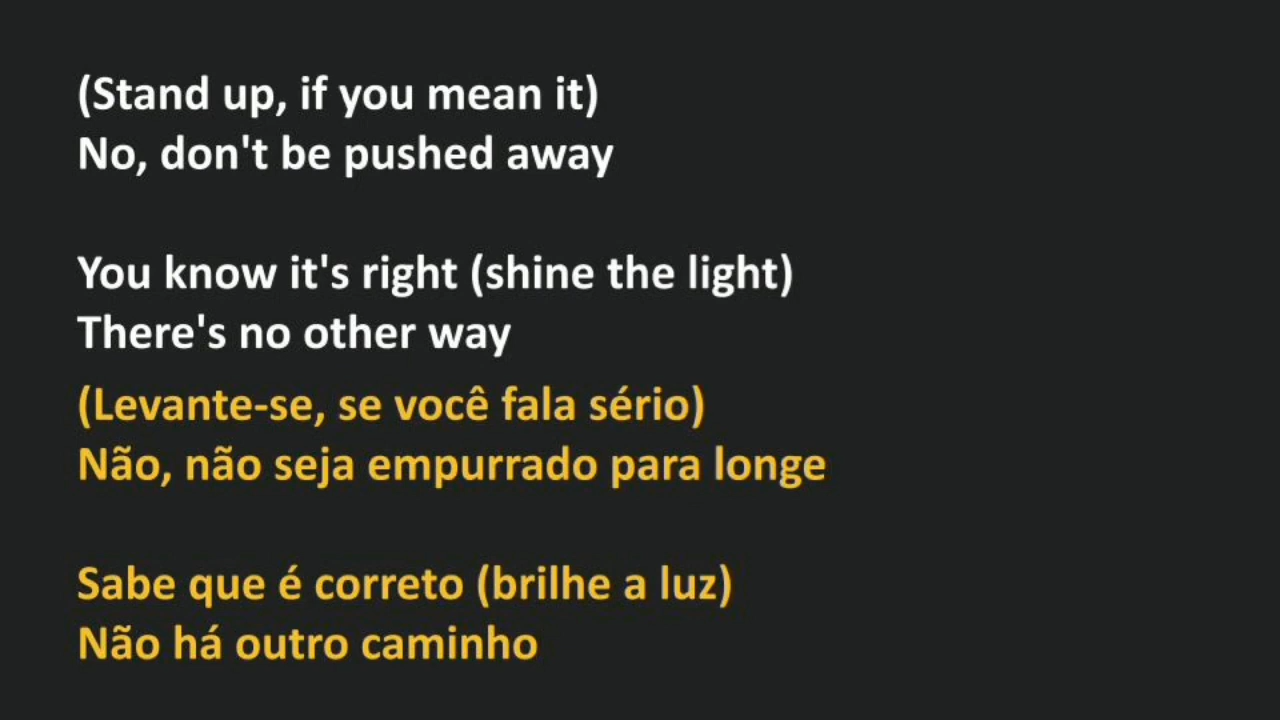 (Stand up, if you mean it)
No, don't be pushed away
You know it's right (shine the light)
There's no other way
(Levante-se, se você fala sério)
Não, não seja empurrado para longe
Sabe que é correto (brilhe a luz)
Não há outro caminho